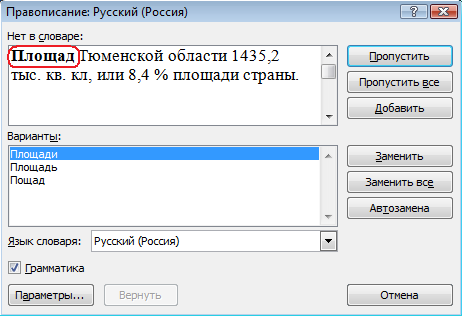 Правописание: Русский (Россия)
Нет в словаре:
Площад Тюменской области 1435,2
тыс. кв. кл, или 8,4 % площади страны.
Пропустить
Пропустить все
Добавить
Варианты:
Площади
Площадь
Пощад
Заменить
Заменить все
Автозамена
Язык словаря: Русский (Россия)
Грамматика
Параметры... Вернуть Отмена